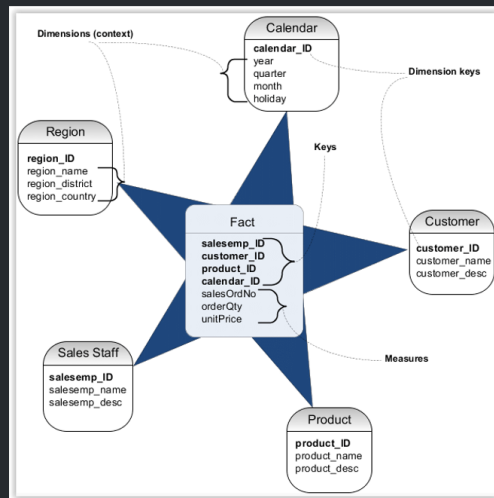 Dimensions (context)
Calendar
calendar_ID
year
quarter
month
holiday
Dimension keys
Region
region_ID
region_name
region_district
region_country
Keys
Fact
salesemp_ID
customer_ID
product_ID
calendar_ID
salesOrdNo
orderQty
unitPrice
Customer
customer_ID
customer_name
customer_desc
Measures
Sales Staff
salesemp_ID
salesemp_name
salesemp_desc
Product
product_ID
product_name
product_desc